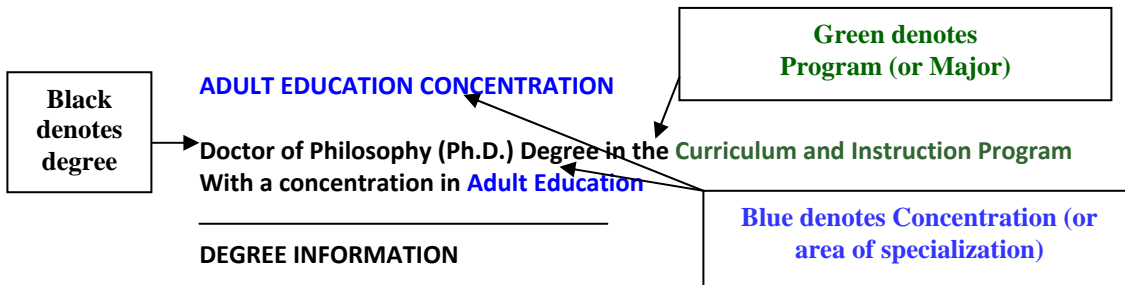 Green denotes
Program (or Major)
ADULT EDUCATION CONCENTRATION
Black
denotes
degree
Doctor of Philosophy (Ph.D.) Degree in the Curriculum and Instruction Program
With a concentration in Adult Education
Blue denotes Concentration (or
area of specialization)
DEGREE INFORMATION